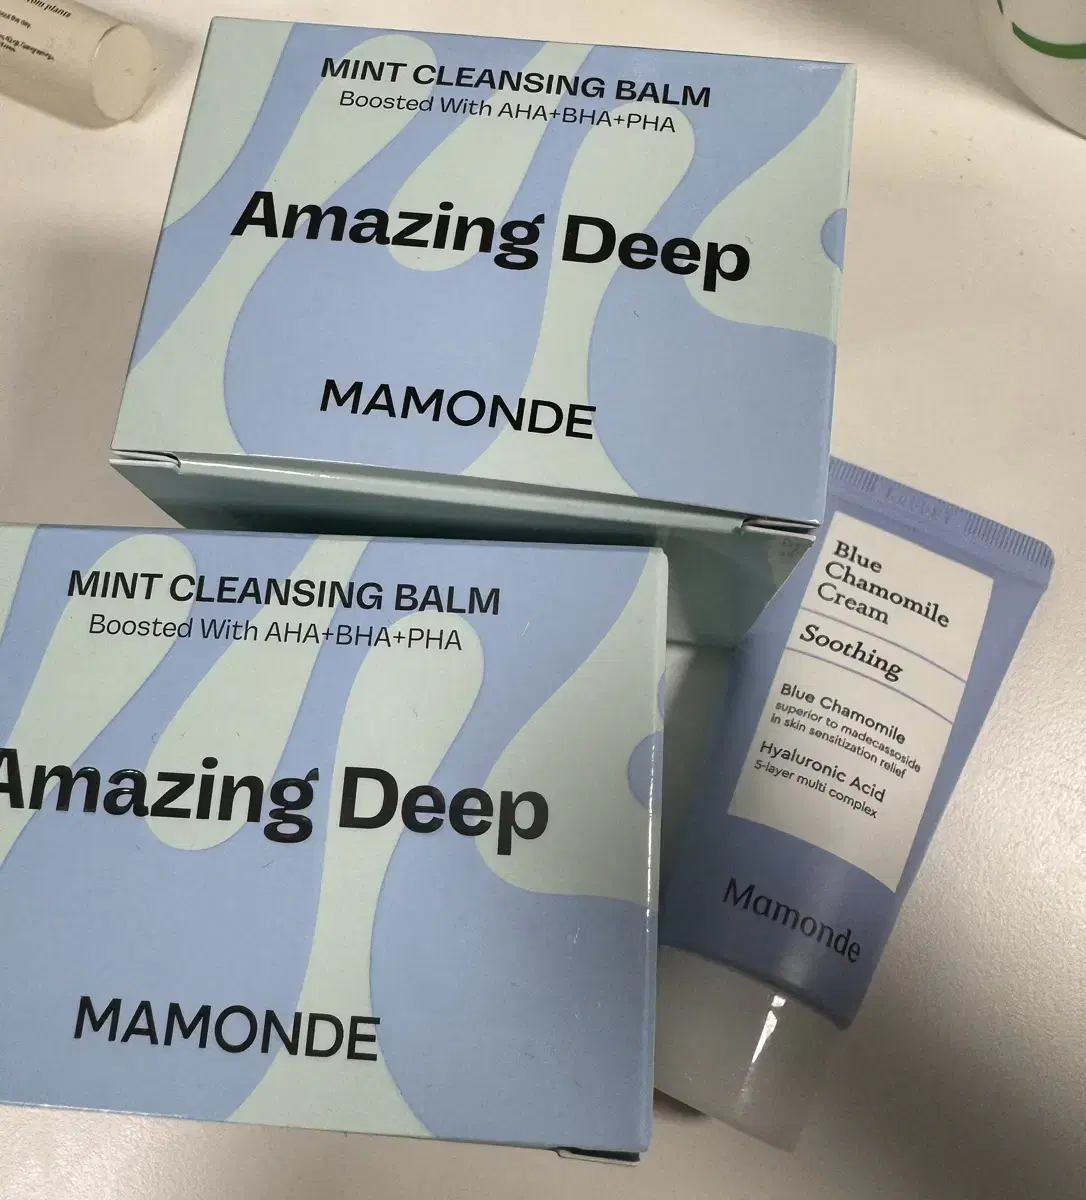 MINT CLEANSING BALM
Boosted With AHA+BHA+PHA
Amazing Deep
MAMONDE
MINT CLEANSING BALM
Boosted With AHA+BHA+PHA
Amazing Deep
MAMONDE
Blue
Chamomile
Cream
Soothing
Blue Chamomile
superior to madecassoside
in skin sensitization relief
Hyaluronic Acid
5-layer multi complex
Mamonde